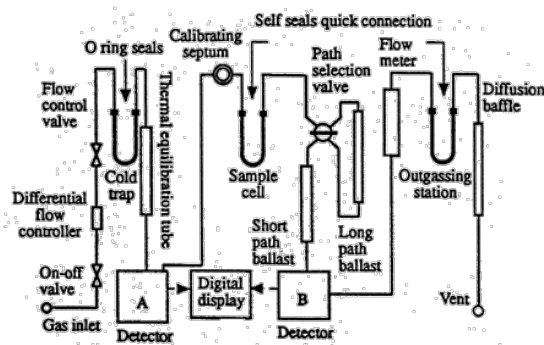 Self seals quick connection
Calibrating
septum
O ring seals
Path
selection
valve
Flow
meter
Diffusion
baffle
Flow
control
valve
Thermal equilibration tube
Cold
trap
Sample
cell
Outgassing
station
Differential
flow
controller
Short
path
ballast
Long
path
ballast
On-off
valve
A
Digital
display
B
Vent
Gas inlet
Detector
Detector